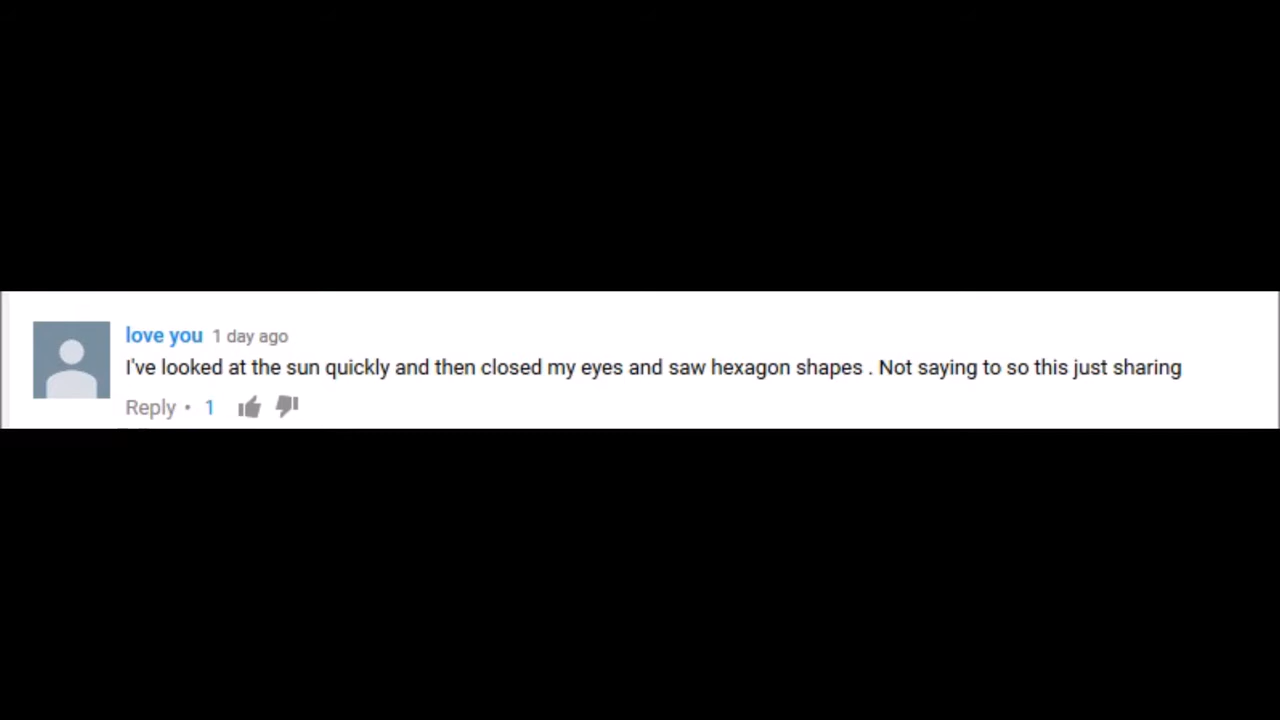 love you 1 day ago
I've looked at the sun quickly and then closed my eyes and saw hexagon shapes . Not saying to so this just sharing
Reply • 1